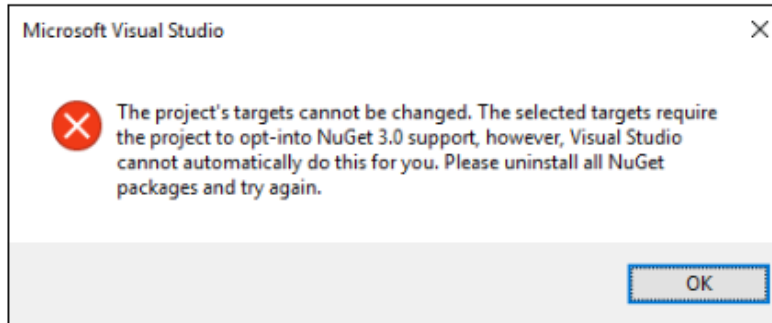 Microsoft Visual Studio
The project's targets cannot be changed. The selected targets require
the project to opt-into NuGet 3.0 support, however, Visual Studio
cannot automatically do this for you. Please uninstall all NuGet
packages and try again.
OK